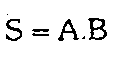 S = A.B